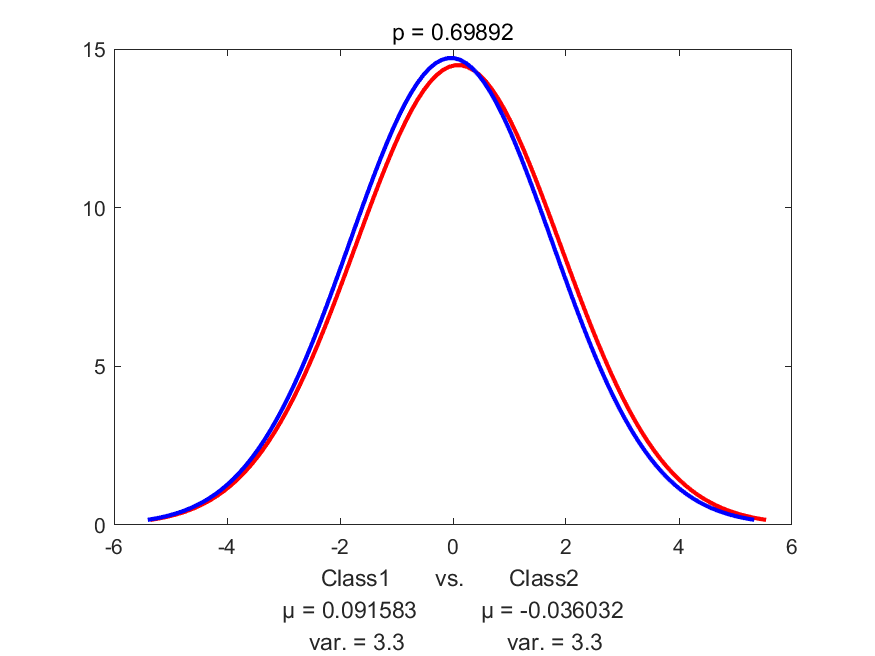 p = 0.69892
15
10
5
0
-6 -4 -2 0 2 4 6
Class1 vs. Class2
μ = 0.091583 μ = -0.036032
var. = 3.3 var. = 3.3